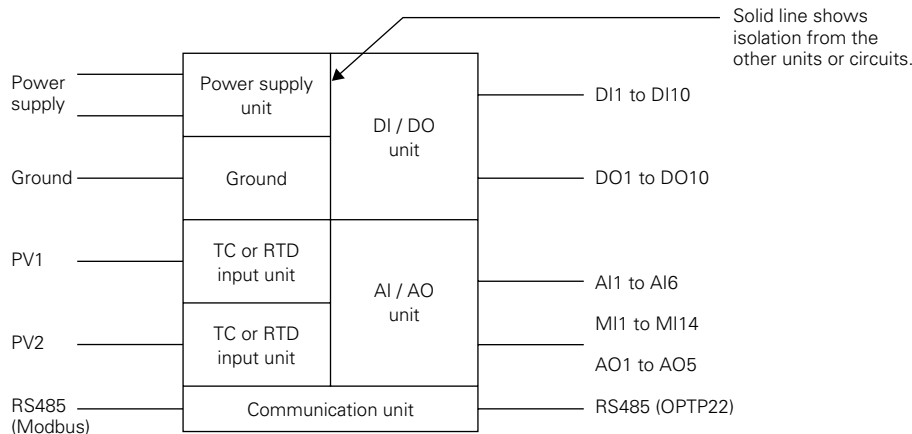 Solid line shows
isolation from the
other units or circuits.
Power
supply
Power supply
unit
DI / DO
unit
DI1 to DI10
Ground
Ground
DO1 to DO10
PV1
TC or RTD
input unit
AI / AO
unit
AI1 to AI6
MI1 to MI14
PV2
TC or RTD
input unit
AO1 to AO5
RS485
(Modbus)
Communication unit
RS485 (OPTP22)